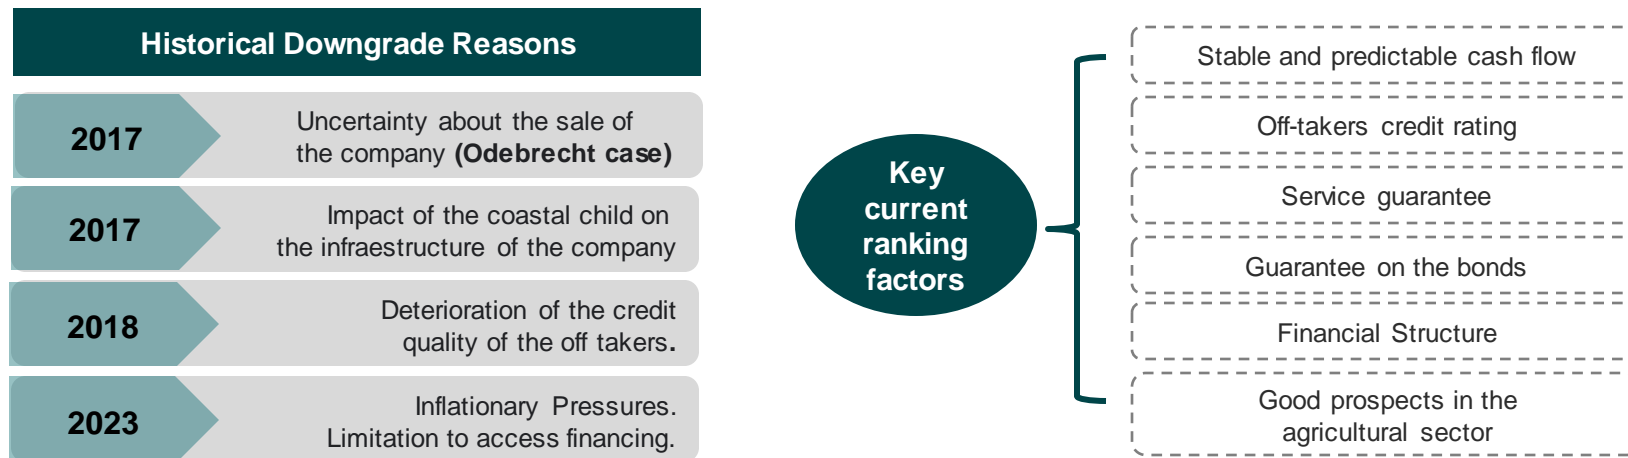 Historical Downgrade Reasons
2017
Uncertainty about the sale of
the company (Odebrecht case)
2017
Impact of the coastal child on
the infraestructure of the company
2018
Deterioration of the credit
quality of the off takers.
2023
Inflationary Pressures.
Limitation to access financing.
Key
current
ranking
factors
Stable and predictable cash flow
Off-takers credit rating
Service guarantee
Guarantee on the bonds
Financial Structure
Good prospects in the
agricultural sector